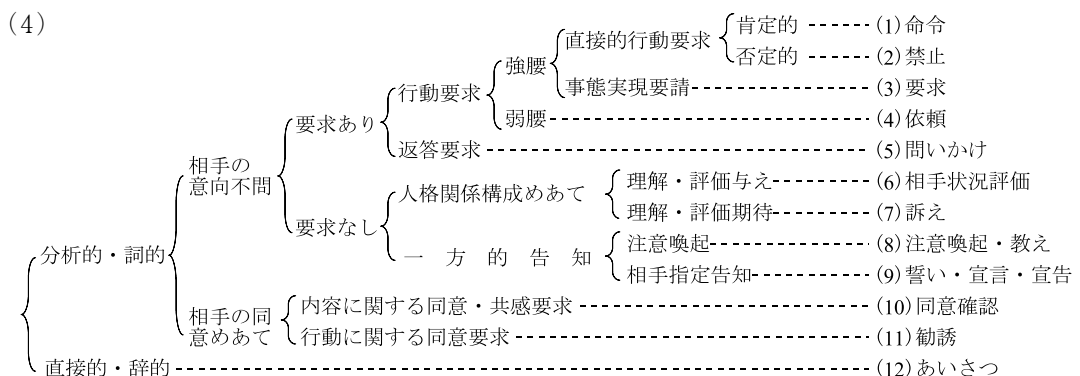 (4)
肯定的 (1)命令
直接的行動要求
強腰 否定的 (2)禁止
行動要求 事態実現要請 (3)要求
要求あり 弱腰 (4)依頼
返答要求 (5)問いかけ
相手の
意向不問
理解・評価与え (6)相手状況評価
人格関係構成めあて
理解・評価期待 (7)訴え
要求なし
注意喚起 (8)注意喚起・教え
分析的・詞的 一方的告知
相手指定告知 (9)誓い・宣言・宣告
内容に関する同意・共感要求 (10)同意確認
相手の同
意めあて 行動に関する同意要求 (11)勧誘
直接的・辞的 (12)あいさつ